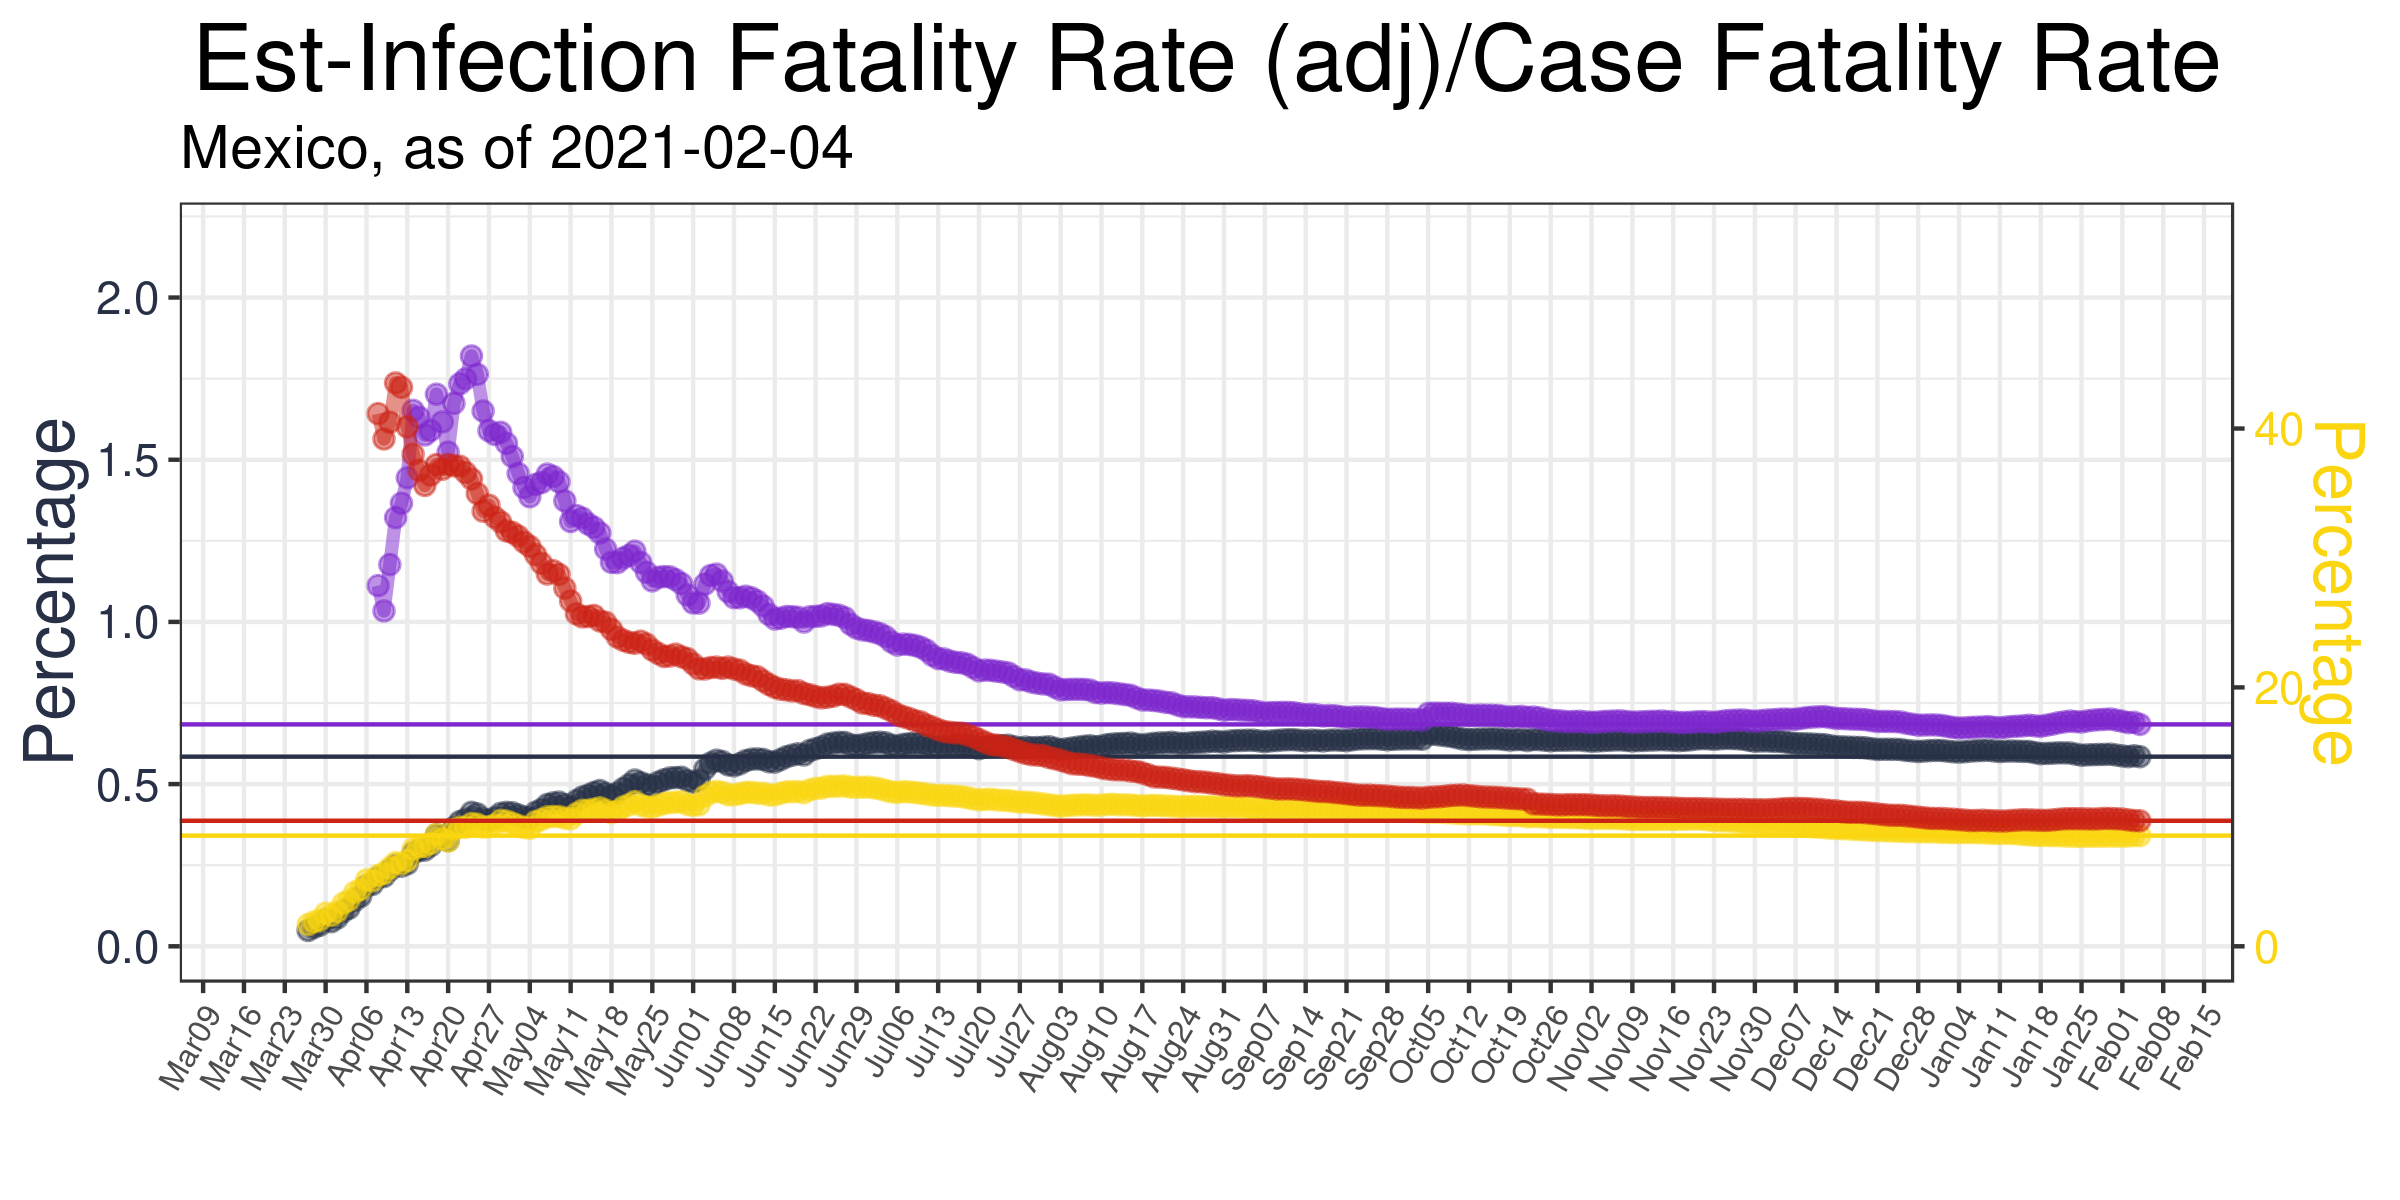 Est-Infection Fatality Rate (adj)/Case Fatality Rate
Mexico, as of 2021-02-04
Percentage
2.0
1.5
1.0
0.5
0.0
40
20
0
Percentage
Mar09
Mar16
Mar23
Mar30
Apr06
Apr13
Apr20
Apr27
May04
May11
May18
May25
Jun01
Jun08
Jun15
Jun22
Jun29
Jul06
Jul13
Jul20
Jul27
Aug03
Aug10
Aug17
Aug24
Aug31
Sep07
Sep14
Sep21
Sep28
Oct05
Oct12
Oct19
Oct26
Nov02
Nov09
Nov16
Nov23
Nov30
Dec07
Dec14
Dec21
Dec28
Jan04
Jan11
Jan18
Jan25
Feb01
Feb08
Feb15